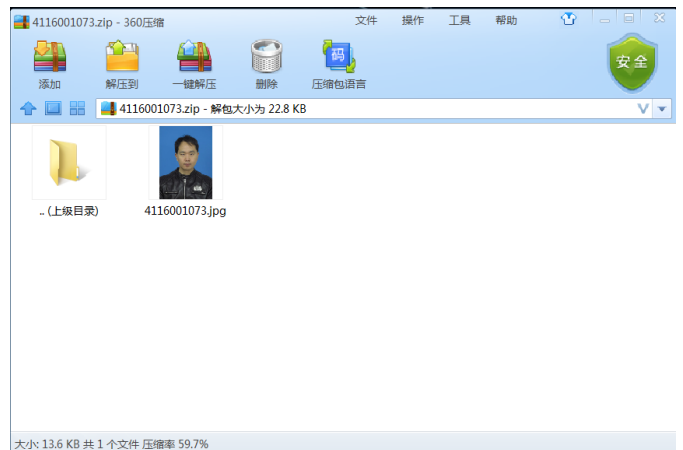 4116001073.zip - 360压缩 文件 操作 工具 帮助
添加 解压到 一键解压 删除 码 压缩包语言 安全
4116001073.zip - 解包大小为 22.8 KB
.. (上级目录) 4116001073.jpg
大小: 13.6 KB 共 1 个文件 压缩率 59.7%